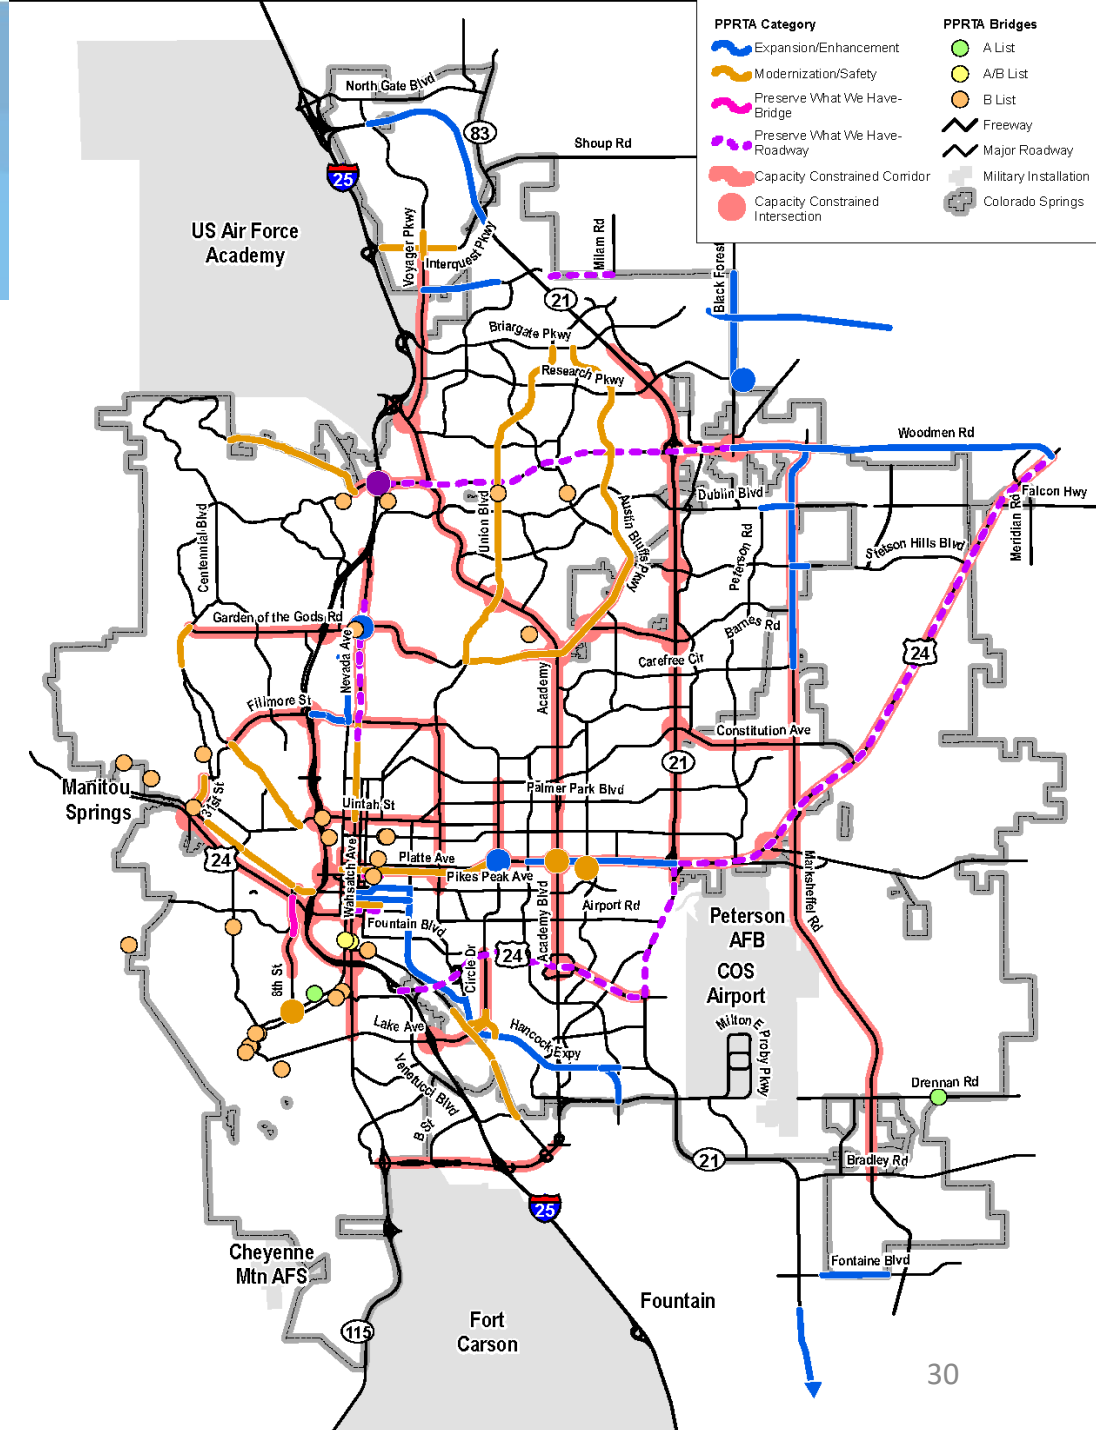 PPRTA Category
Expansion/Enhancement
Modernization/Safety
Preserve What We Have-
Bridge
Preserve What We Have-
Roadway
Capacity Constrained Corridor
Capacity Constrained
Intersection
PPRTA Bridges
A List
A/B List
B List
Freeway
Major Roadway
Military Installation
Colorado Springs
North Gate Blvd
83
Shoup Rd
25
US Air Force
Academy
Voyager Pkwy
Interquest Pkwy
Milam Rd
Black Forest
21
Briargate Pkwy
Research Pkwy
Woodmen Rd
Dublin Blvd
Falcon Hwy
Meridian Rd
Union Blvd
Austin Bluffs Pkwy
Centennial Blvd
Peterson Rd
Stetson Hills Blvd
Garden of the Gods Rd
Barnes Rd
Nevada Ave
Carefree Cir
24
Academy
Fillmore St
Constitution Ave
21
Manitou
Springs
31st St
Uintah St
Palmer Park Blvd
24
Platte Ave
Pikes Peak Ave
Wahsatch Ave
Airport Rd
Academy Blvd
Marksheffel Rd
Fountain Blvd
Peterson
AFB
24
Circle Dr
COS
Airport
8th St
Lake Ave
Hancock Expy
Milton E Proby Pkwy
Venetucci Blvd
B St
Drennan Rd
21
Bradley Rd
25
Cheyenne
Mtn AFS
Fontaine Blvd
Fountain
Fort
Carson
115
30